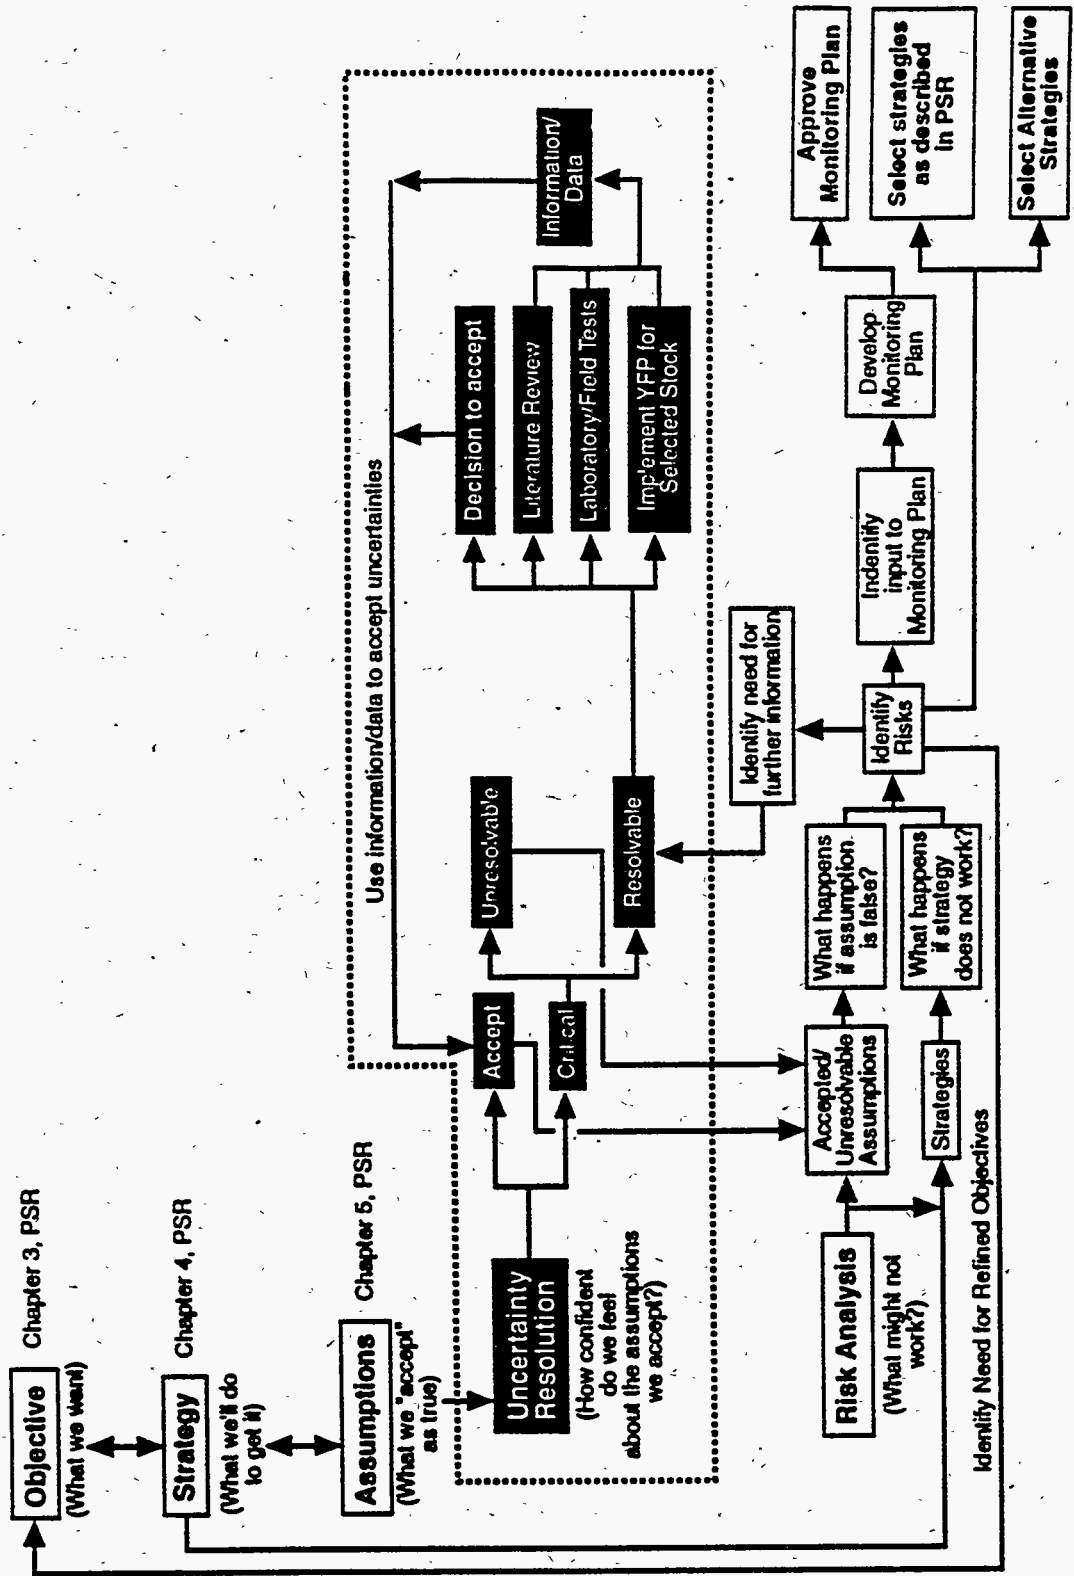 Objective
(What we want)
Chapter 3, PSR
Strategy
(What we'll do
to get it)
Chapter 4, PSR
Assumptions
(What we "accept"
as true)
Chapter 5, PSR
Use information/data to accept uncertainties
Uncertainty
Resolution
(How confident
do we feel
about the assumptions
we accept?)
Accept
Critical
Unresolvable
Resolvable
Decision to accept
Literature Review
Laboratory/Field Tests
Implement YFP for
Selected Stock
Information/
Data
Identify need for
further information
Risk Analysis
(What might not
work?)
Accepted/
Unresolvable
Assumptions
Strategies
What happens
if assumption
is false?
What happens
if strategy
does not work?
Identify
Risks
Indentify
input to
Monitoring Plan
Develop
Monitoring
Plan
Approve
Monitoring Plan
Select strategies
as described
in PSR
Select Alternative
Strategies
Identify Need for Refined Objectives